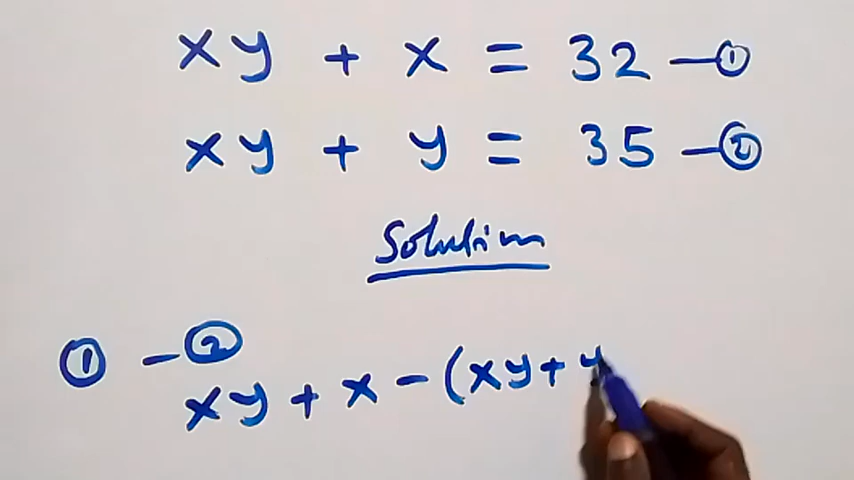 xy + x = 32 —①
xy + y = 35 —②
Solution
① - ②
xy + x - (xy + y